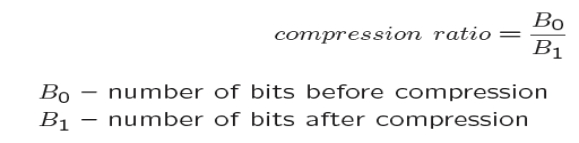 compression ratio = B₀ / B₁
B₀ – number of bits before compression
B₁ – number of bits after compression